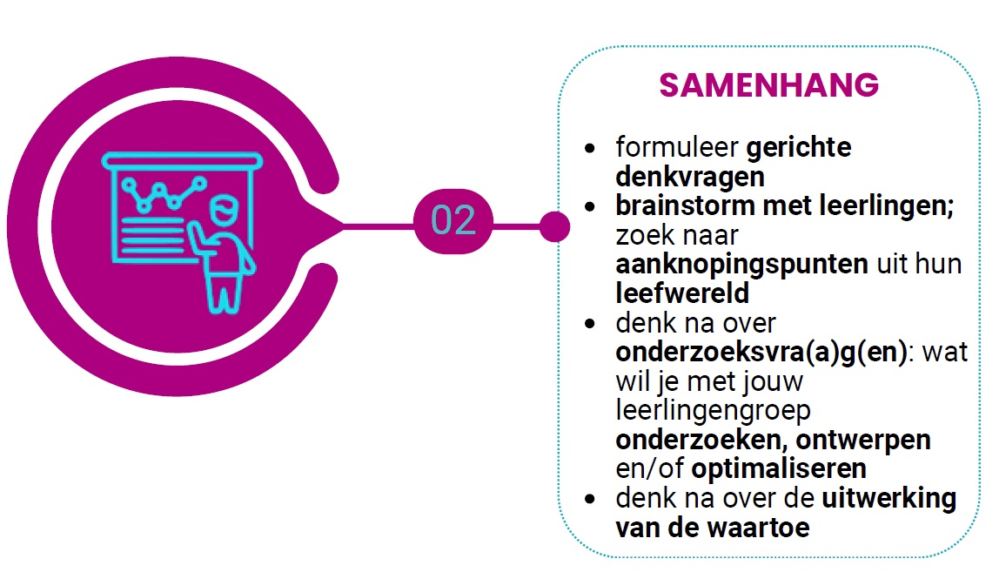 02
SAMENHANG
• formuleer gerichte
denkvragen
• brainstorm met leerlingen;
zoek naar
aanknopingspunten uit hun
leefwereld
• denk na over
onderzoeksvra(a)g(en): wat
wil je met jouw
leerlingengroep
onderzoeken, ontwerpen
en/of optimaliseren
• denk na over de uitwerking
van de waartoe